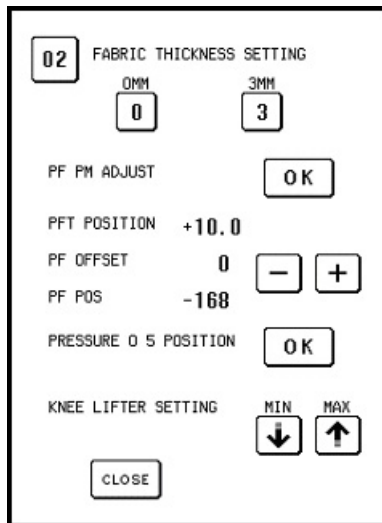 02 FABRIC THICKNESS SETTING
0MM 3MM
0 3
PF PM ADJUST OK
PFT POSITION +10.0
PF OFFSET 0 − +
PF POS -168
PRESSURE 0 5 POSITION OK
KNEE LIFTER SETTING MIN MAX
CLOSE